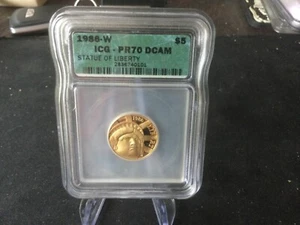 1986-W $5
ICG - PR70 DCAM
STATUE OF LIBERTY